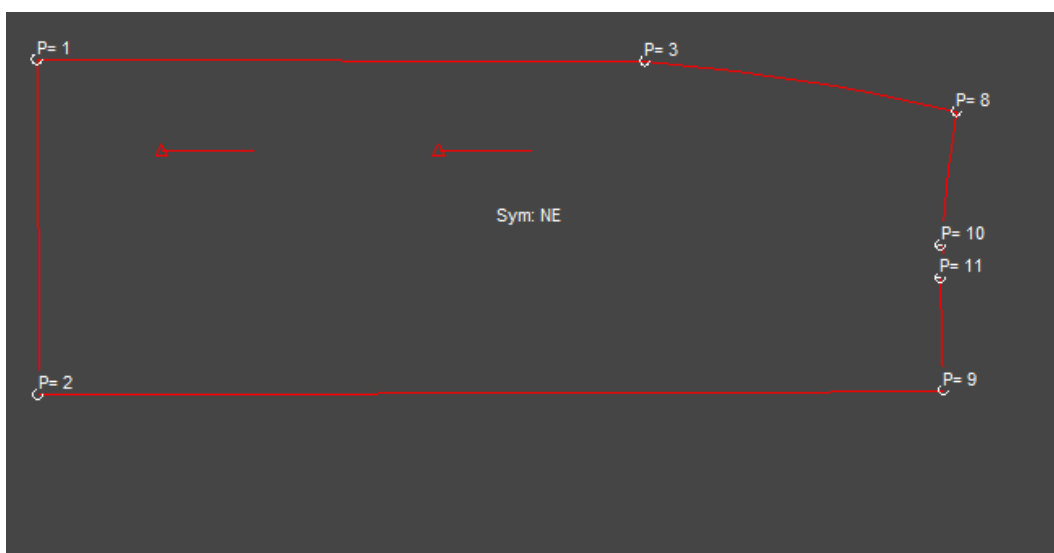 P= 1
P= 3
P= 8
Sym: NE
P= 10
P= 11
P= 2
P= 9